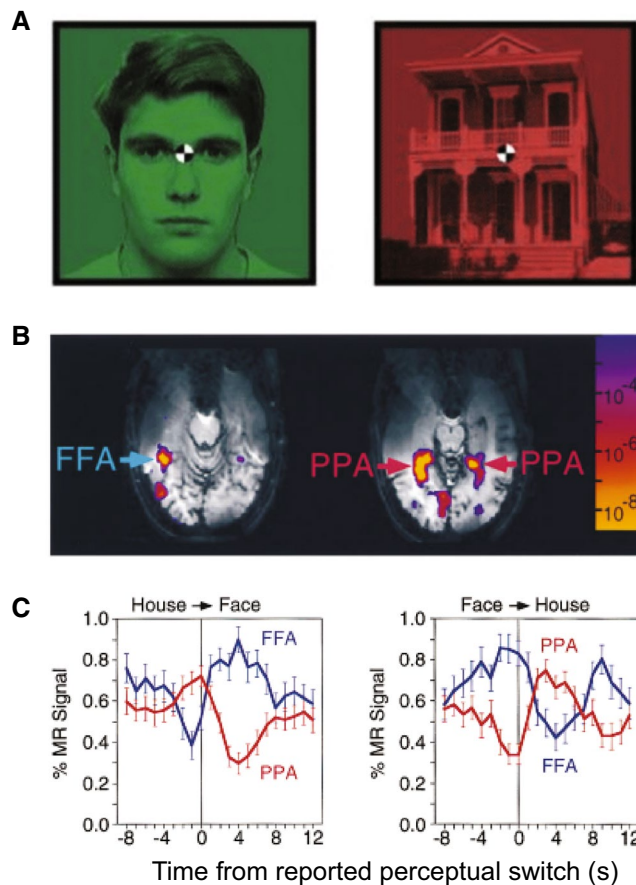 A
B
FFA PPA PPA
10-4
10-6
10-8
C
House → Face
Face → House
% MR Signal
1.0
0.8
0.6
0.4
0.2
0.0
FFA
PPA
-8 -4 0 4 8 12
% MR Signal
1.0
0.8
0.6
0.4
0.2
0.0
PPA
FFA
-8 -4 0 4 8 12
Time from reported perceptual switch (s)